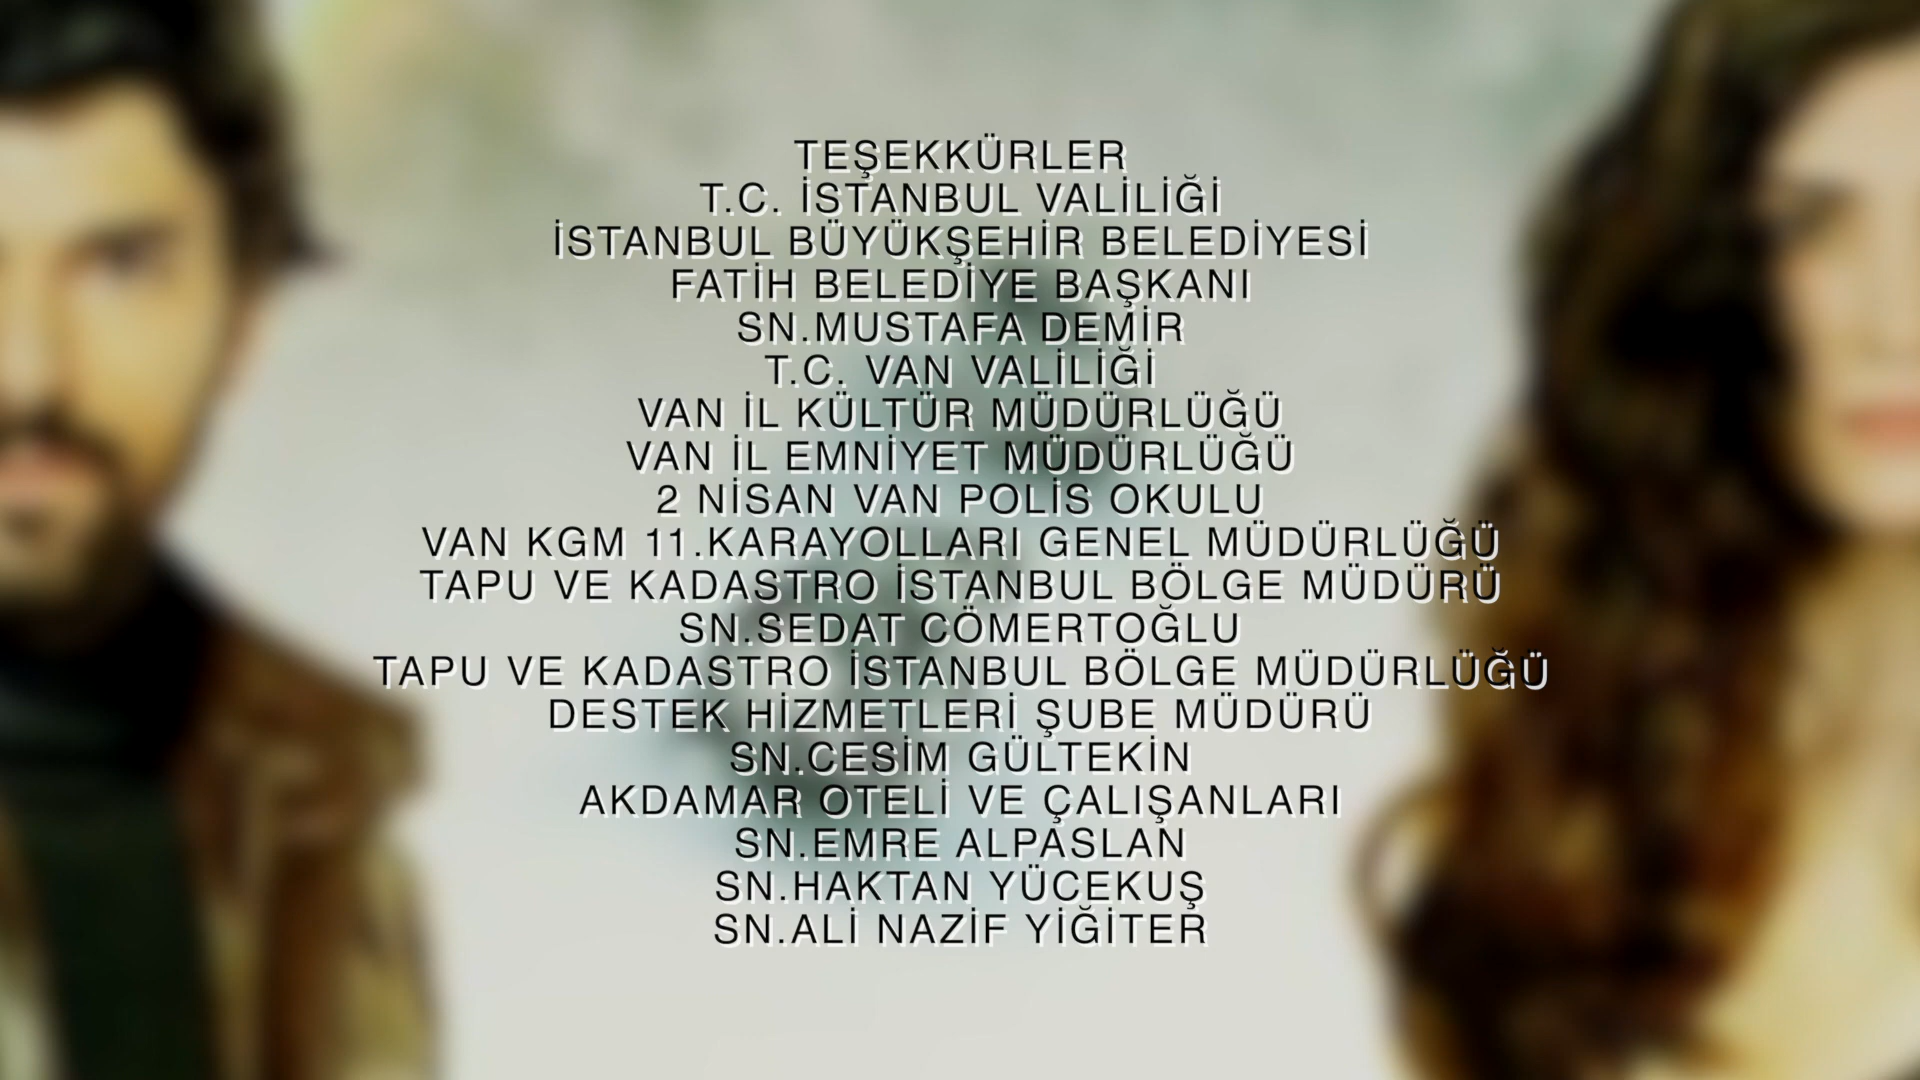 TEŞEKKÜRLER
T.C. İSTANBUL VALİLİĞİ
İSTANBUL BÜYÜKŞEHİR BELEDİYESİ
FATİH BELEDİYE BAŞKANI
SN.MUSTAFA DEMİR
T.C. VAN VALİLİĞİ
VAN İL KÜLTÜR MÜDÜRLÜĞÜ
VAN İL EMNİYET MÜDÜRLÜĞÜ
2 NİSAN VAN POLİS OKULU
VAN KGM 11.KARAYOLLARI GENEL MÜDÜRLÜĞÜ
TAPU VE KADASTRO İSTANBUL BÖLGE MÜDÜRÜ
SN.SEDAT CÖMERTOĞLU
TAPU VE KADASTRO İSTANBUL BÖLGE MÜDÜRLÜĞÜ
DESTEK HİZMETLERİ ŞUBE MÜDÜRÜ
SN.CESİM GÜLTEKİN
AKDAMAR OTELİ VE ÇALIŞANLARI
SN.EMRE ALPASLAN
SN.HAKTAN YÜCEKUŞ
SN.ALİ NAZİF YİĞİTER